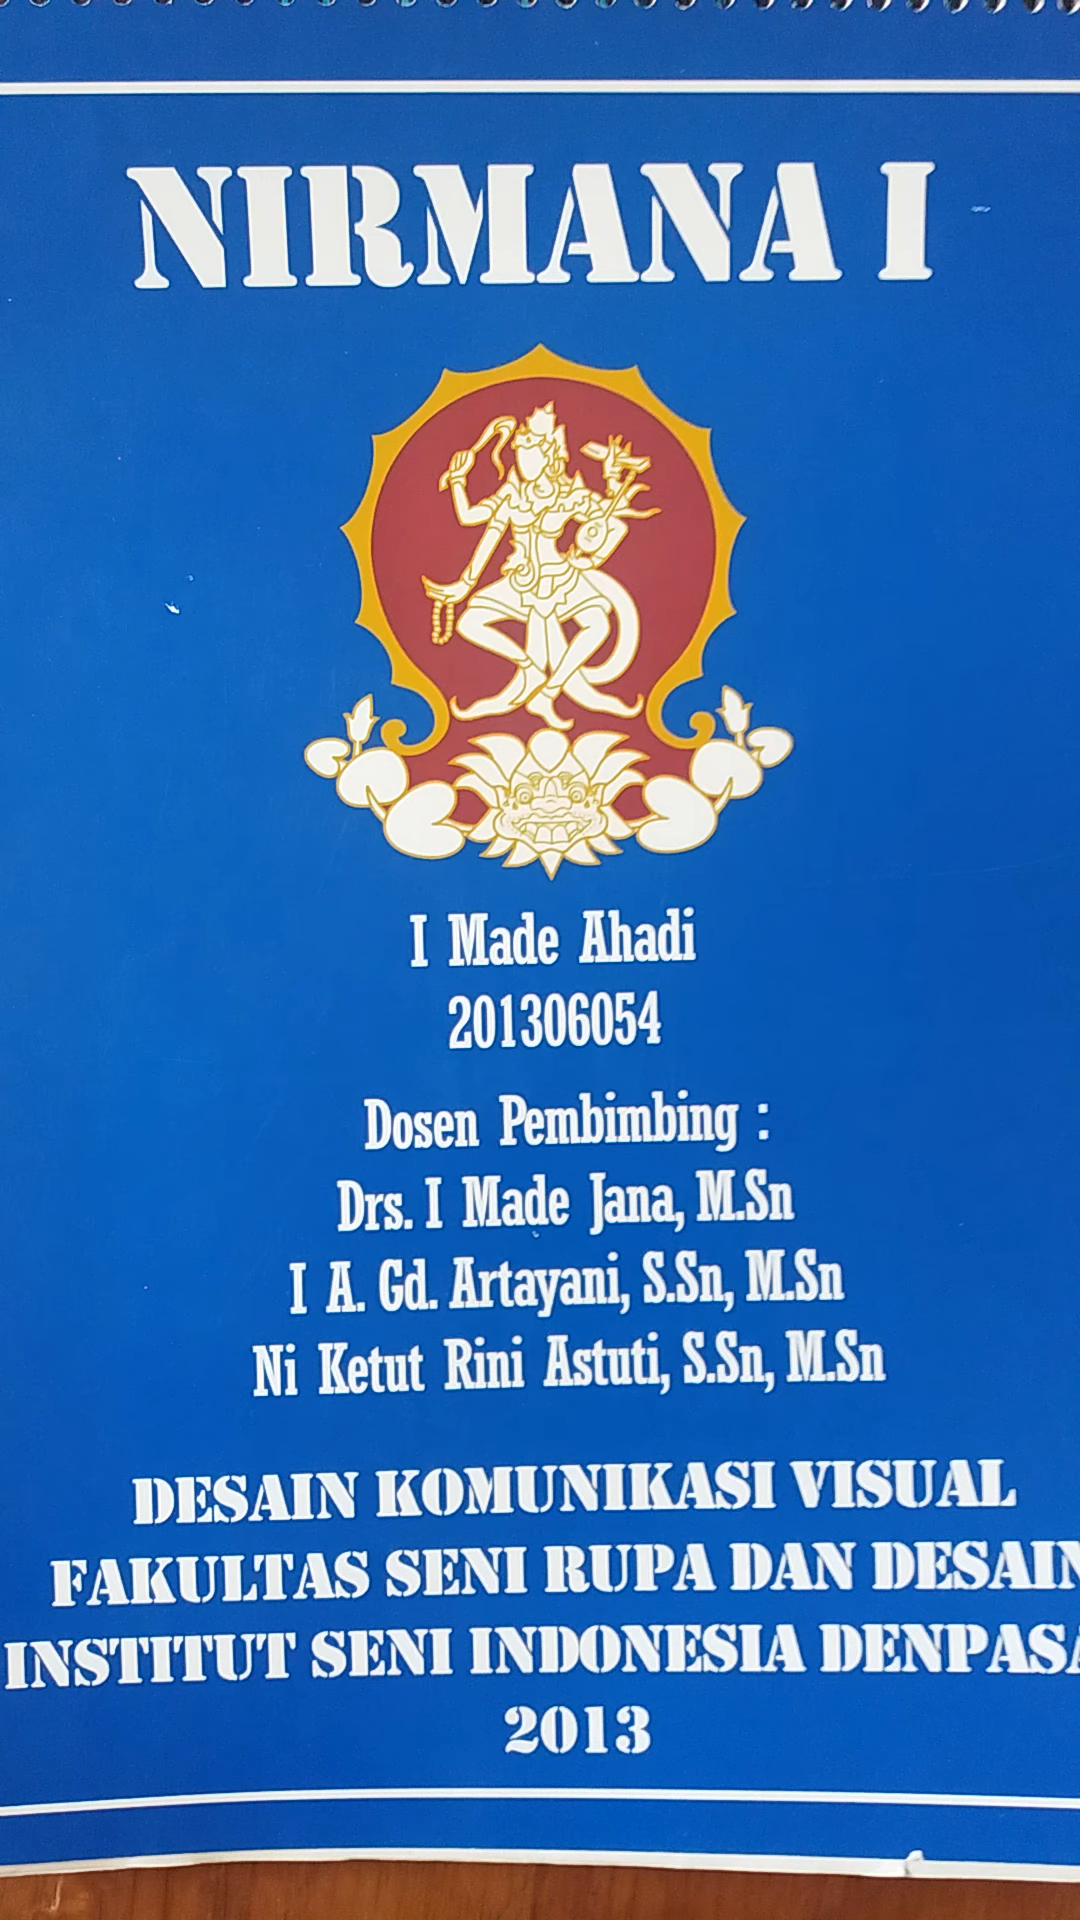 NIRMANA I
I Made Ahadi
201306054
Dosen Pembimbing :
Drs. I Made Jana, M.Sn
I A. Gd. Artayani, S.Sn, M.Sn
Ni Ketut Rini Astuti, S.Sn, M.Sn
DESAIN KOMUNIKASI VISUAL
FAKULTAS SENI RUPA DAN DESAIN
INSTITUT SENI INDONESIA DENPASA
2013